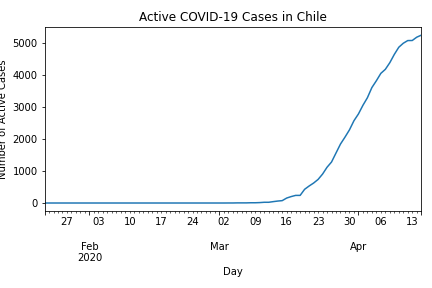 Active COVID-19 Cases in Chile
Number of Active Cases
5000
4000
3000
2000
1000
0
27 03 10 17 24 02 09 16 23 30 06 13
Feb Mar Apr
2020
Day